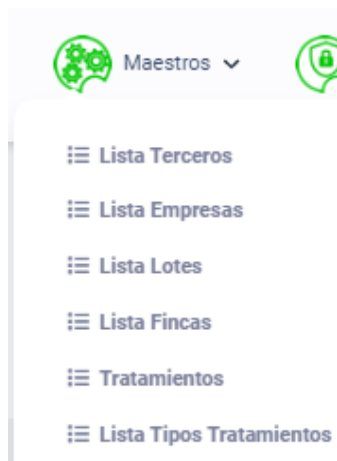 Maestros
Lista Terceros
Lista Empresas
Lista Lotes
Lista Fincas
Tratamientos
Lista Tipos Tratamientos